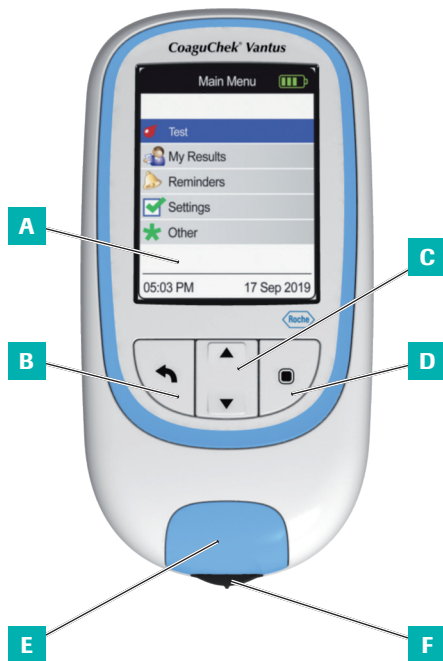 CoaguChek® Vantus
Main Menu
Test
My Results
Reminders
Settings
Other
05:03 PM 17 Sep 2019
Roche
A
B
C
D
E
F